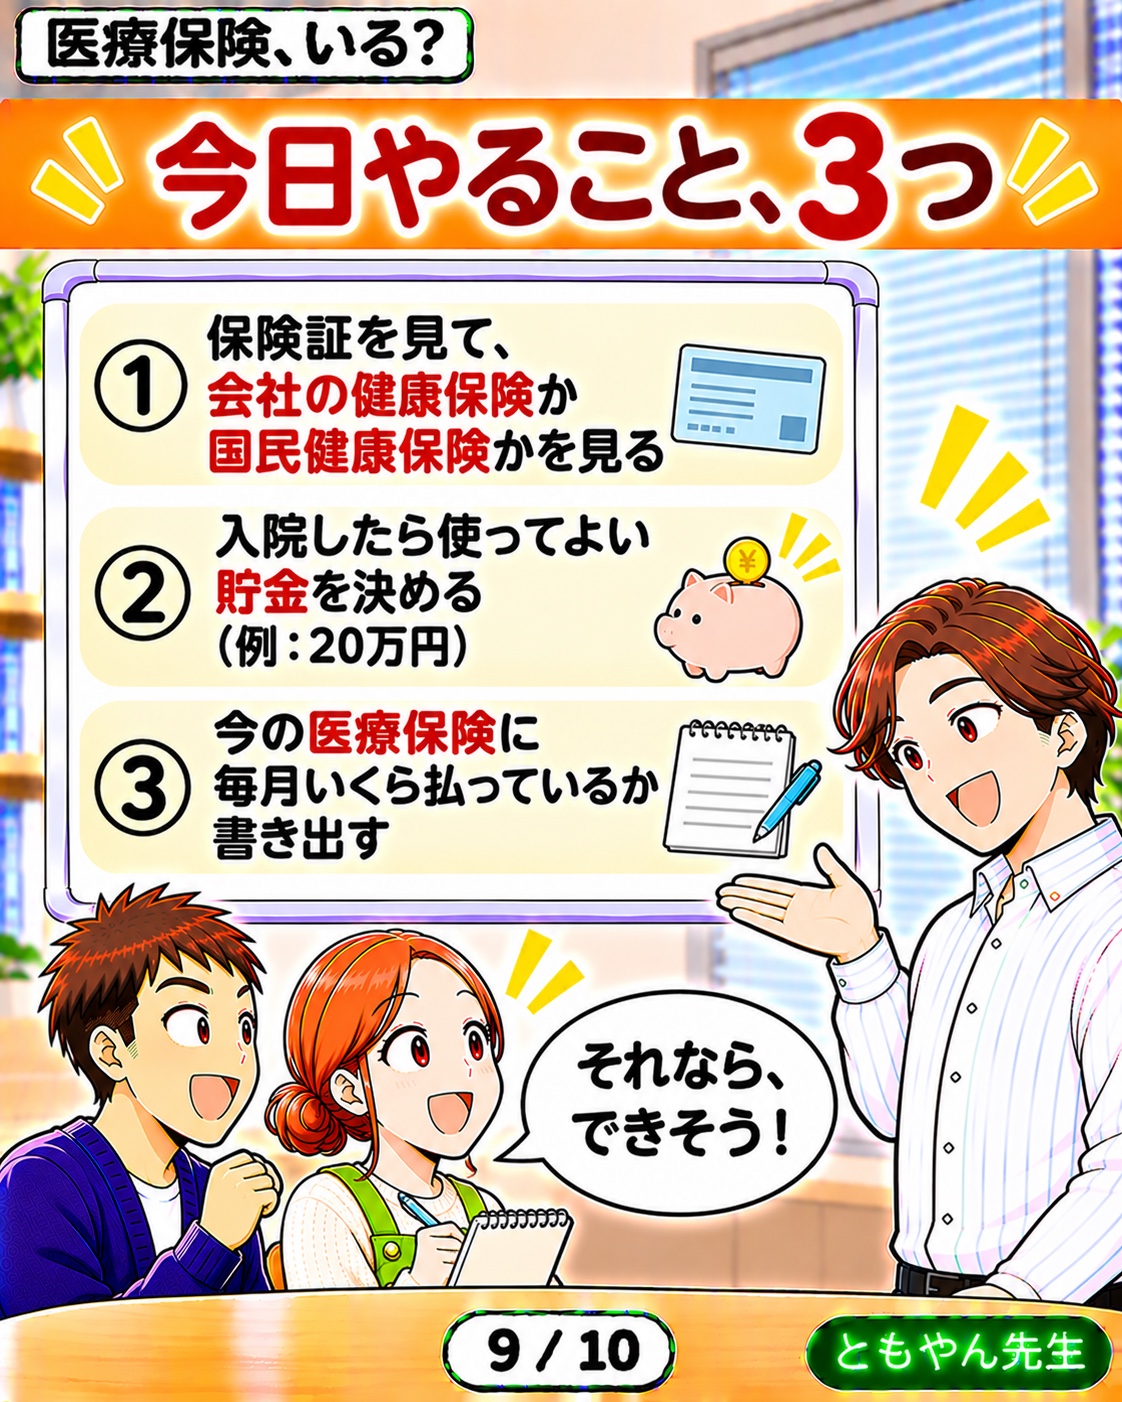 医療保険、いる?
今日やること、3つ
① 保険証を見て、
会社の健康保険か
国民健康保険かを見る
② 入院したら使ってよい
貯金を決める
(例：20万円)
③ 今の医療保険に
毎月いくら払っているか
書き出す
それなら、
できそう!
9 / 10
ともやん先生